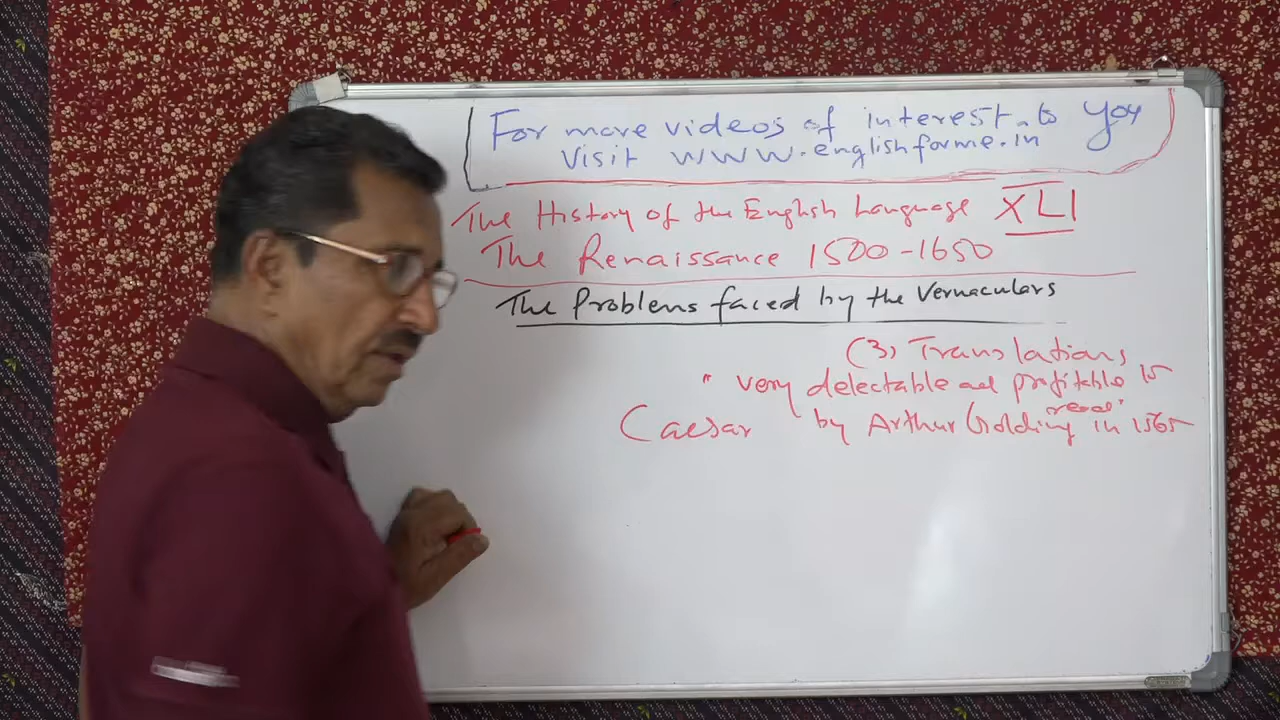 For more videos of interest to you
visit www.englishforme.in
The History of the English Language XLI
The Renaissance 1500-1650
The Problems faced by the Vernaculars
(3) Translations
" very delectable and profitable to
read"
Caesar by Arthur Golding in 1565